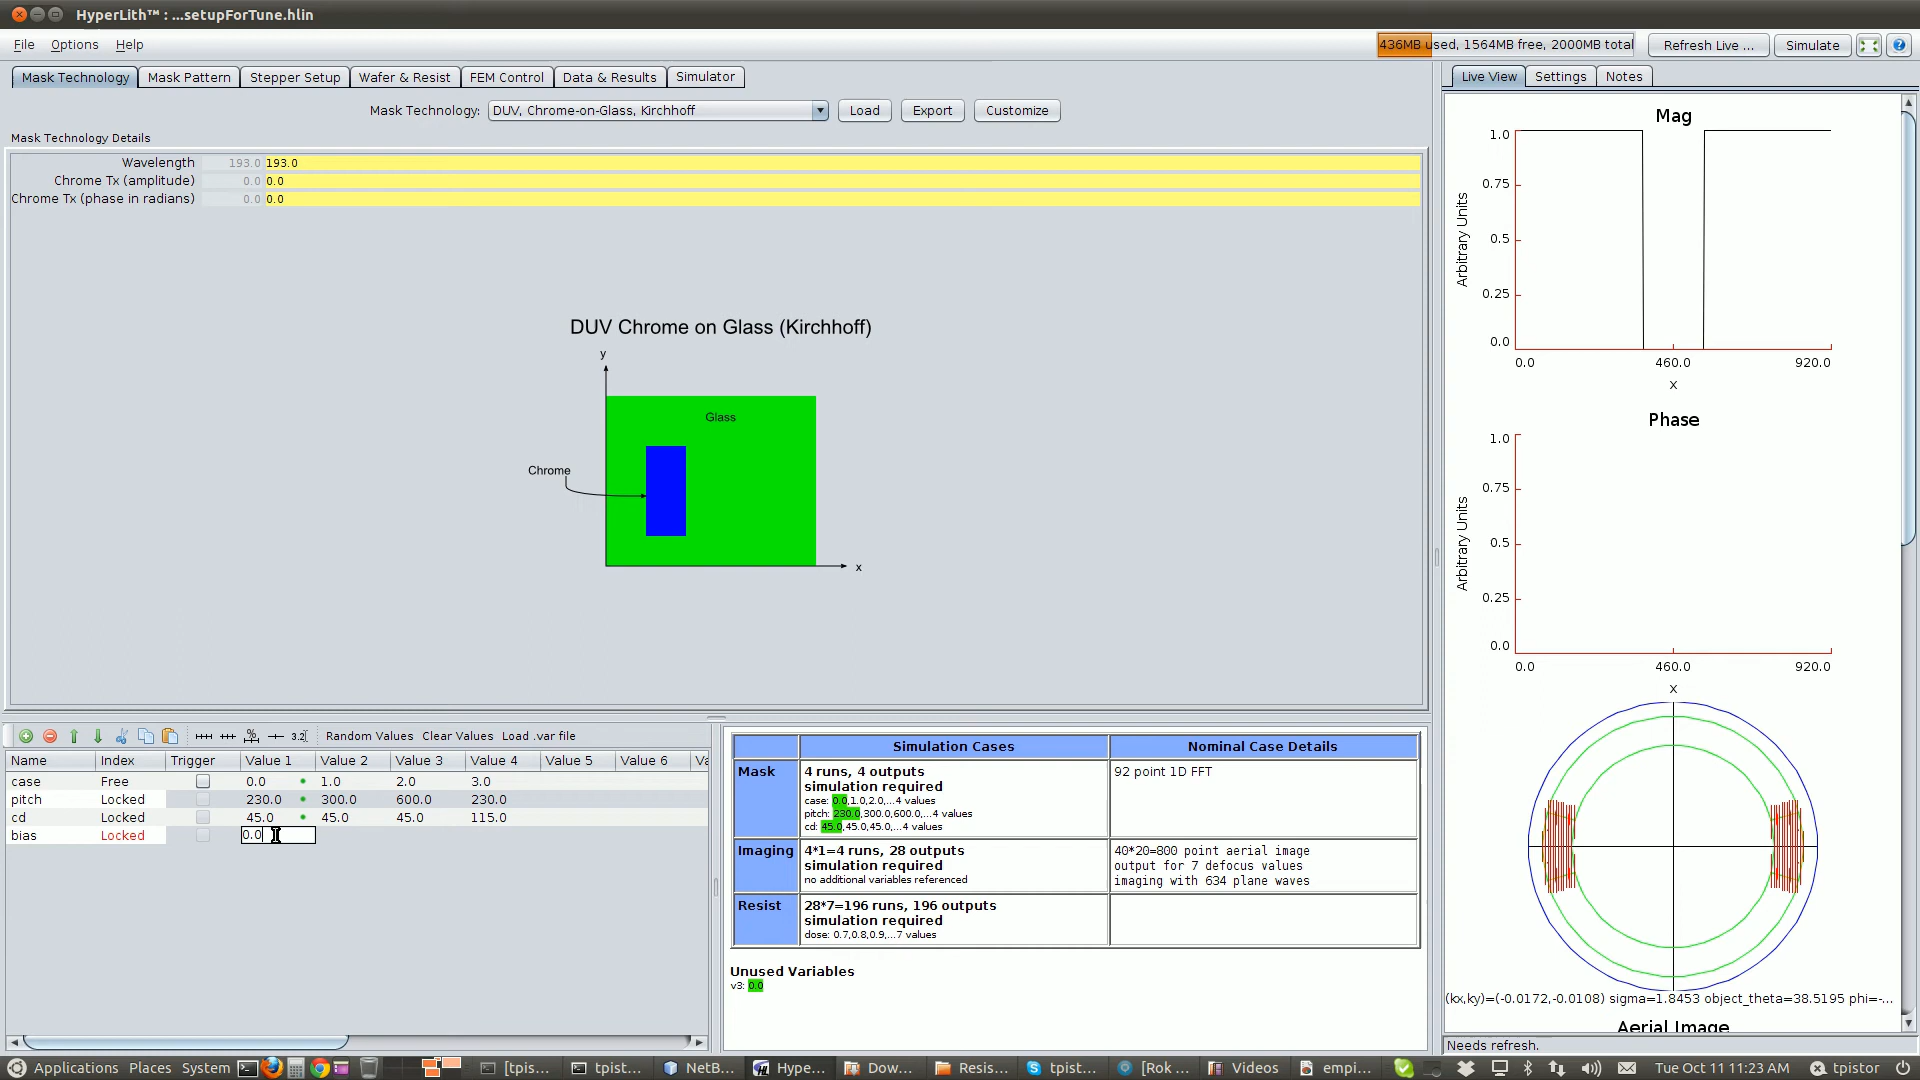 HyperLith™ : ...setupForTune.hlin
File Options Help
436MB used, 1564MB free, 2000MB total Refresh Live ... Simulate
Mask Technology Mask Pattern Stepper Setup Wafer & Resist FEM Control Data & Results Simulator
Mask Technology: DUV, Chrome-on-Glass, Kirchhoff Load Export Customize
Mask Technology Details
Wavelength 193.0 193.0
Chrome Tx (amplitude) 0.0 0.0
Chrome Tx (phase in radians) 0.0 0.0
DUV Chrome on Glass (Kirchhoff)
y
Glass
Chrome
x
3.2 Random Values Clear Values Load .var file
Name Index Trigger Value 1 Value 2 Value 3 Value 4 Value 5 Value 6 Va
case Free 0.0 1.0 2.0 3.0
pitch Locked 230.0 300.0 600.0 230.0
cd Locked 45.0 45.0 45.0 115.0
bias Locked 0.0
Simulation Cases Nominal Case Details
Mask
4 runs, 4 outputs
simulation required
case: 0.0,1.0,2.0,...4 values
pitch: 230.0,300.0,600.0,...4 values
cd: 45.0,45.0,45.0,...4 values
92 point 1D FFT
Imaging
4*1=4 runs, 28 outputs
simulation required
no additional variables referenced
40*20=800 point aerial image
output for 7 defocus values
imaging with 634 plane waves
Resist
28*7=196 runs, 196 outputs
simulation required
dose: 0.7,0.8,0.9,...7 values
Unused Variables
v3: 0.0
Live View Settings Notes
Mag
1.0
0.75
0.5
0.25
0.0
Arbitrary Units
0.0 460.0 920.0
x
Phase
1.0
0.75
0.5
0.25
0.0
Arbitrary Units
0.0 460.0 920.0
x
(kx,ky)=(-0.0172,-0.0108) sigma=1.8453 object_theta=38.5195 phi=-...
Aerial Image
Needs refresh.
Applications Places System [tpis... tpist... NetB... Hype... Dow... Resis... tpist... [Rok ... Videos empi... Tue Oct 11 11:23 AM tpistor